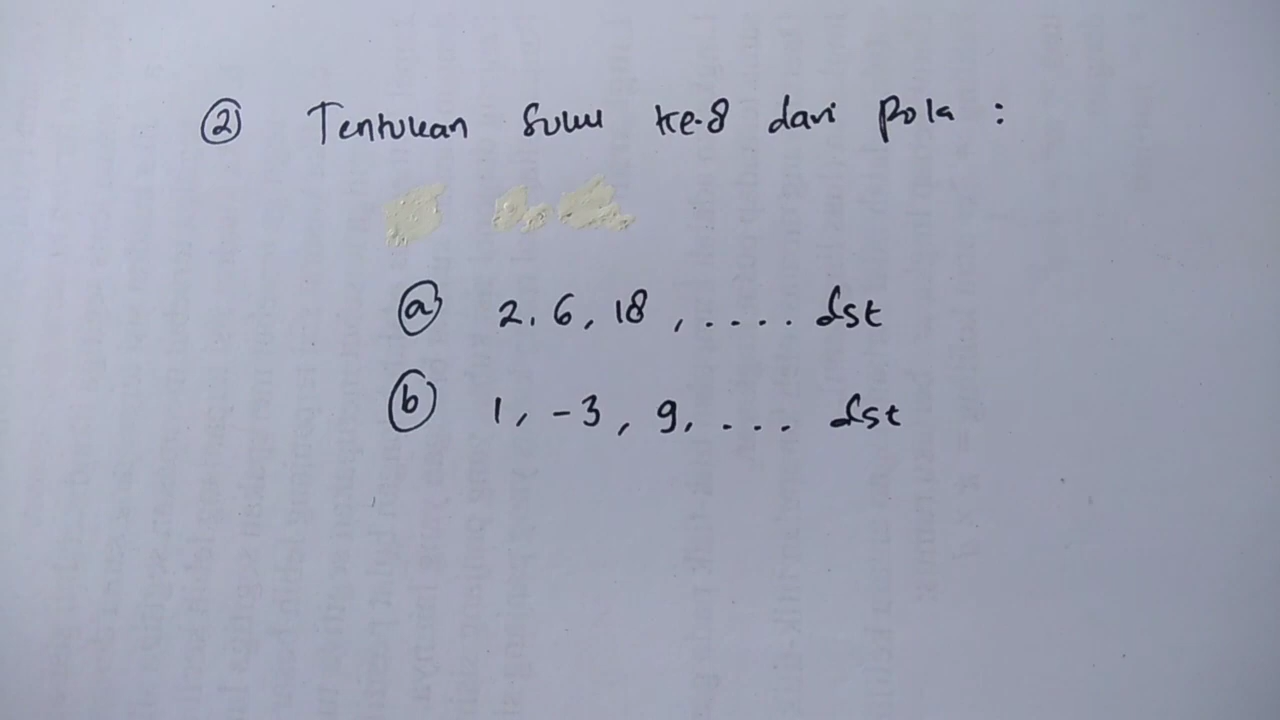 ② Tentukan Suku ke-8 dari Pola :
ⓐ 2, 6, 18, .... dst
ⓑ 1, -3, 9, ... dst